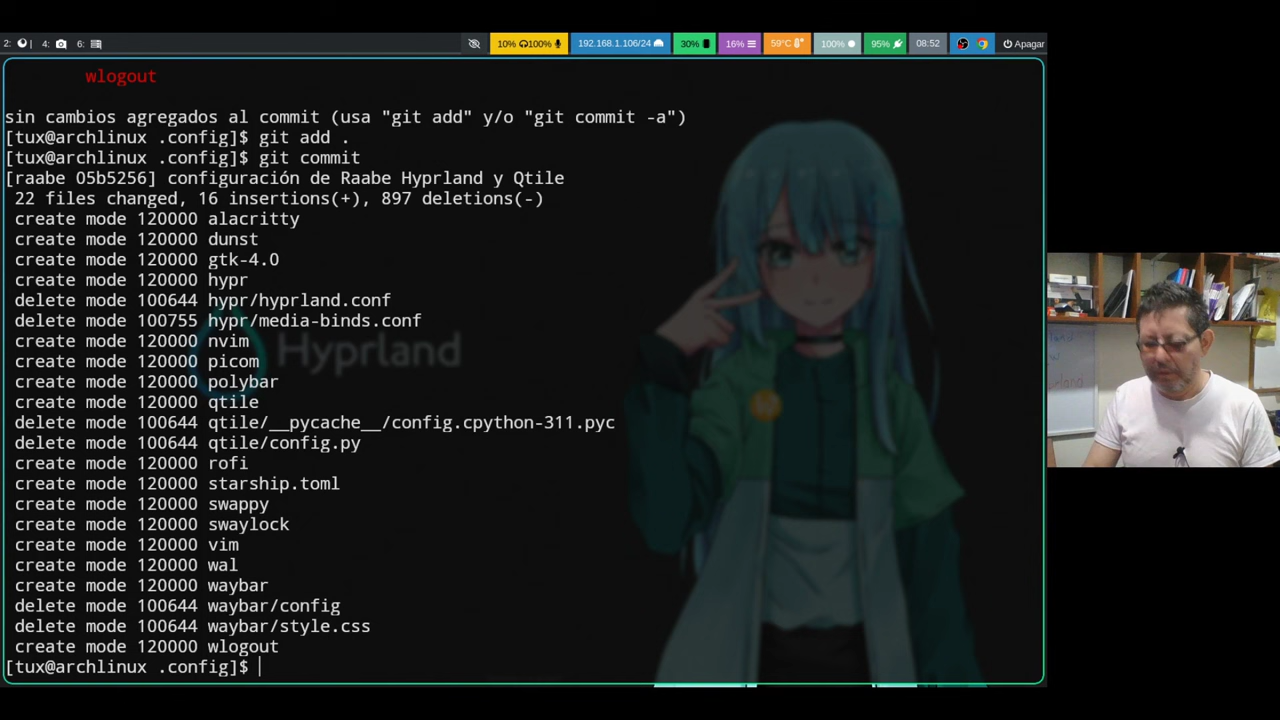 2: | 4: 6: 10% 100% 192.168.1.106/24 30% 16% 59°C 100% 95% 08:52 Apagar
wlogout
sin cambios agregados al commit (usa "git add" y/o "git commit -a")
[tux@archlinux .config]$ git add .
[tux@archlinux .config]$ git commit
[raabe 05b5256] configuración de Raabe Hyprland y Qtile
22 files changed, 16 insertions(+), 897 deletions(-)
create mode 120000 alacritty
create mode 120000 dunst
create mode 120000 gtk-4.0
create mode 120000 hypr
delete mode 100644 hypr/hyprland.conf
delete mode 100755 hypr/media-binds.conf
create mode 120000 nvim
Hyprland
create mode 120000 picom
create mode 120000 polybar
create mode 120000 qtile
delete mode 100644 qtile/__pycache__/config.cpython-311.pyc
delete mode 100644 qtile/config.py
create mode 120000 rofi
create mode 120000 starship.toml
create mode 120000 swappy
create mode 120000 swaylock
create mode 120000 vim
create mode 120000 wal
create mode 120000 waybar
delete mode 100644 waybar/config
delete mode 100644 waybar/style.css
create mode 120000 wlogout
[tux@archlinux .config]$